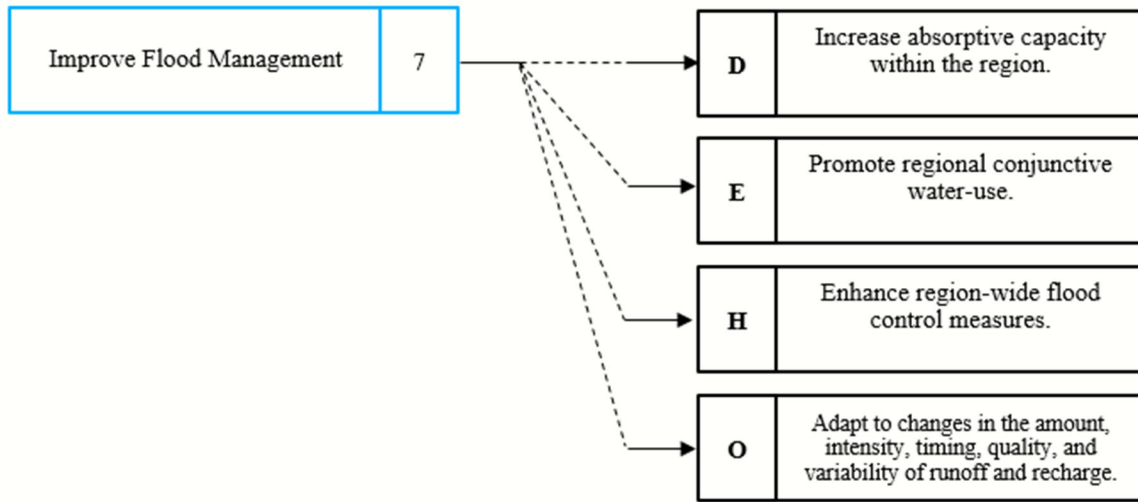 Improve Flood Management
7
D
Increase absorptive capacity
within the region.
E
Promote regional conjunctive
water-use.
H
Enhance region-wide flood
control measures.
O
Adapt to changes in the amount,
intensity, timing, quality, and
variability of runoff and recharge.